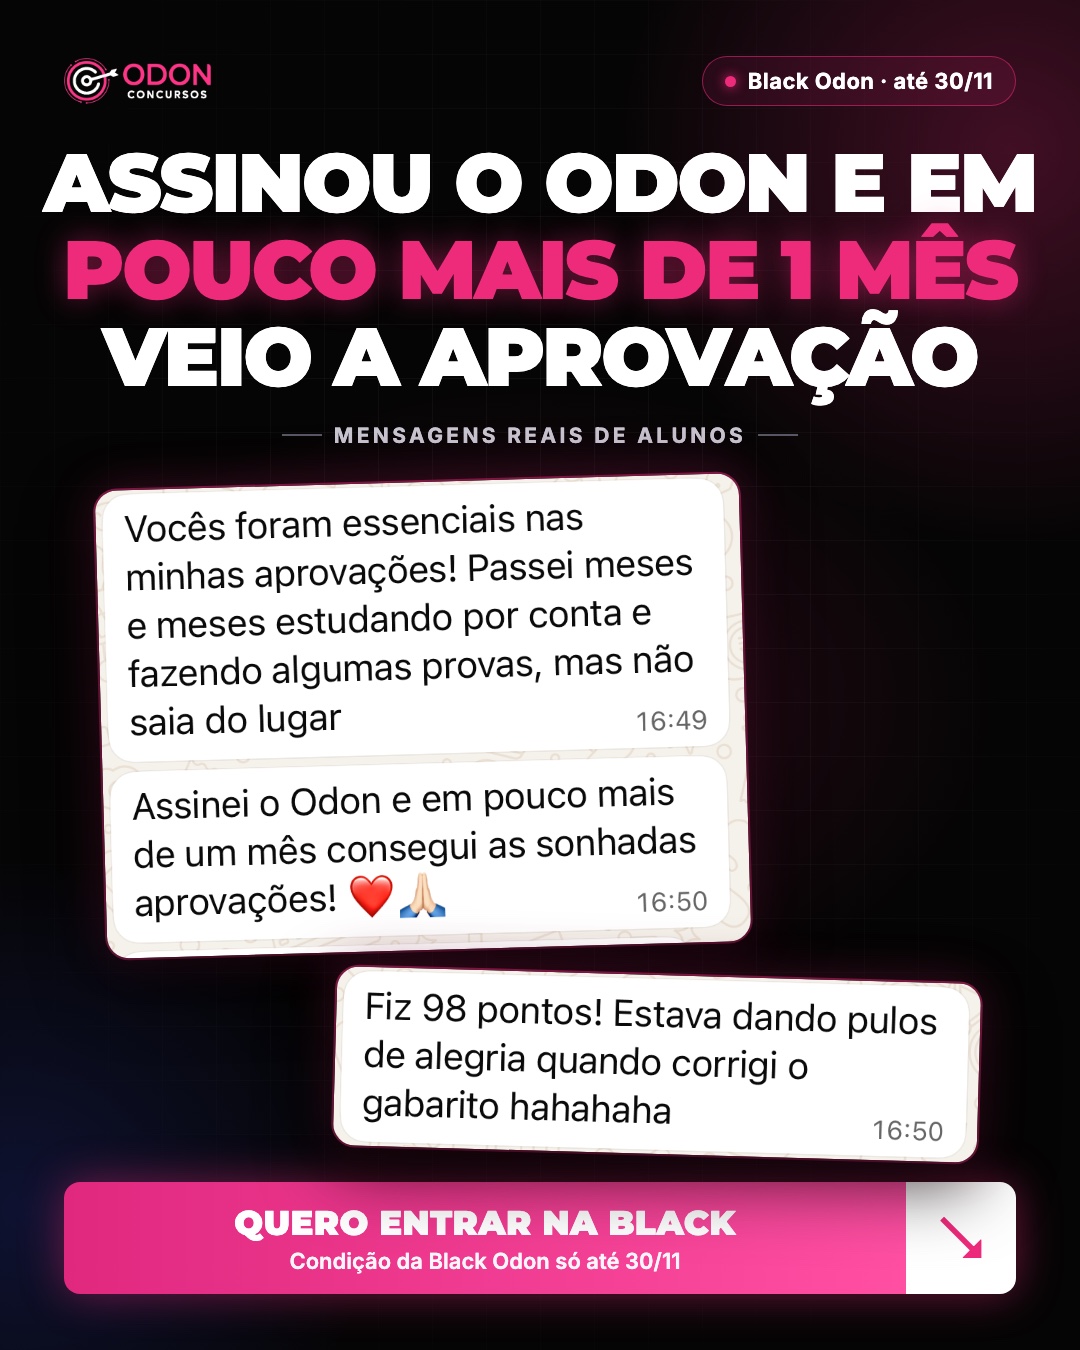 ODON
CONCURSOS
Black Odon · até 30/11
ASSINOU O ODON E EM
POUCO MAIS DE 1 MÊS
VEIO A APROVAÇÃO
MENSAGENS REAIS DE ALUNOS
Vocês foram essenciais nas
minhas aprovações! Passei meses
e meses estudando por conta e
fazendo algumas provas, mas não
saia do lugar
16:49
Assinei o Odon e em pouco mais
de um mês consegui as sonhadas
aprovações! ❤️🙏🏻
16:50
Fiz 98 pontos! Estava dando pulos
de alegria quando corrigi o
gabarito hahahaha
16:50
QUERO ENTRAR NA BLACK
Condição da Black Odon só até 30/11